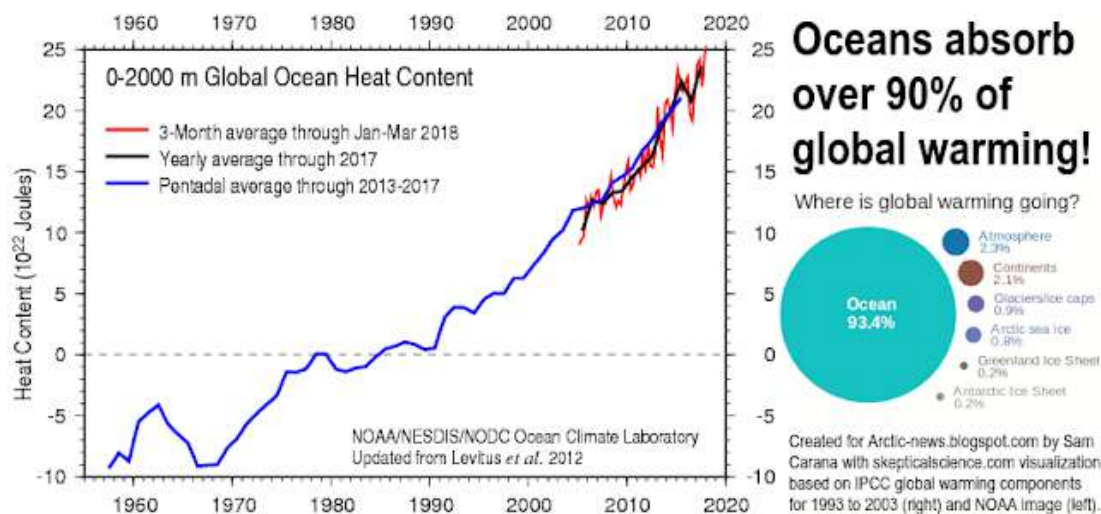 1960 1970 1980 1990 2000 2010 2020
25
20
15
10
5
0
-5
-10
Heat Content (10²² Joules)
0-2000 m Global Ocean Heat Content
3-Month average through Jan-Mar 2018
Yearly average through 2017
Pentadal average through 2013-2017
NOAA/NESDIS/NODC Ocean Climate Laboratory
Updated from Levitus et al. 2012
25
20
15
10
5
0
-5
-10
1960 1970 1980 1990 2000 2010 2020
Oceans absorb
over 90% of
global warming!
Where is global warming going?
Ocean
93.4%
Atmosphere
2.3%
Continents
2.1%
Glaciers/ice caps
0.9%
Arctic sea ice
0.8%
Greenland Ice Sheet
0.2%
Antarctic Ice Sheet
0.2%
Created for Arctic-news.blogspot.com by Sam
Carana with skepticalscience.com visualization
based on IPCC global warming components
for 1993 to 2003 (right) and NOAA image (left).